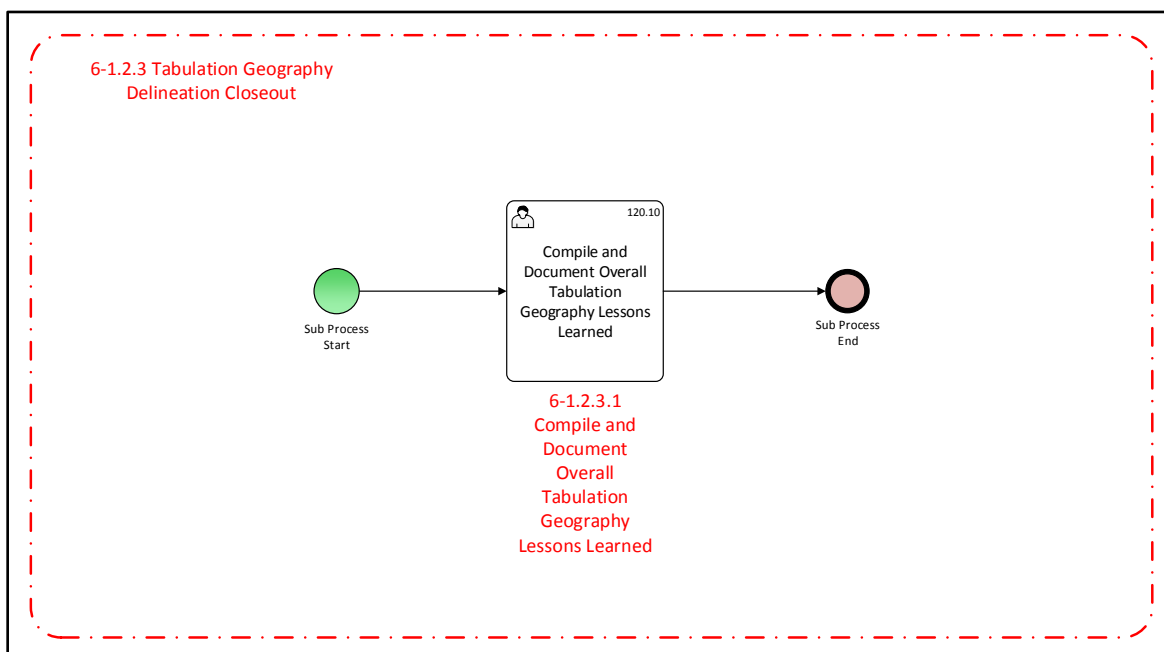 6-1.2.3 Tabulation Geography
Delineation Closeout
120.10
Compile and
Document Overall
Tabulation
Geography Lessons
Learned
Sub Process
Start
Sub Process
End
6-1.2.3.1
Compile and
Document
Overall
Tabulation
Geography
Lessons Learned